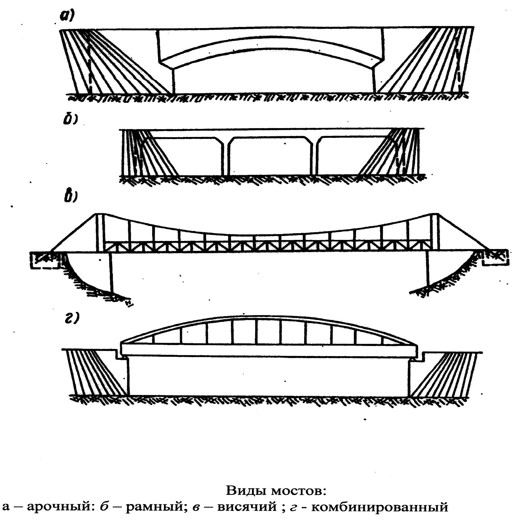 а)
б)
в)
г)
Виды мостов:
а – арочный: б – рамный; в – висячий ; г - комбинированный